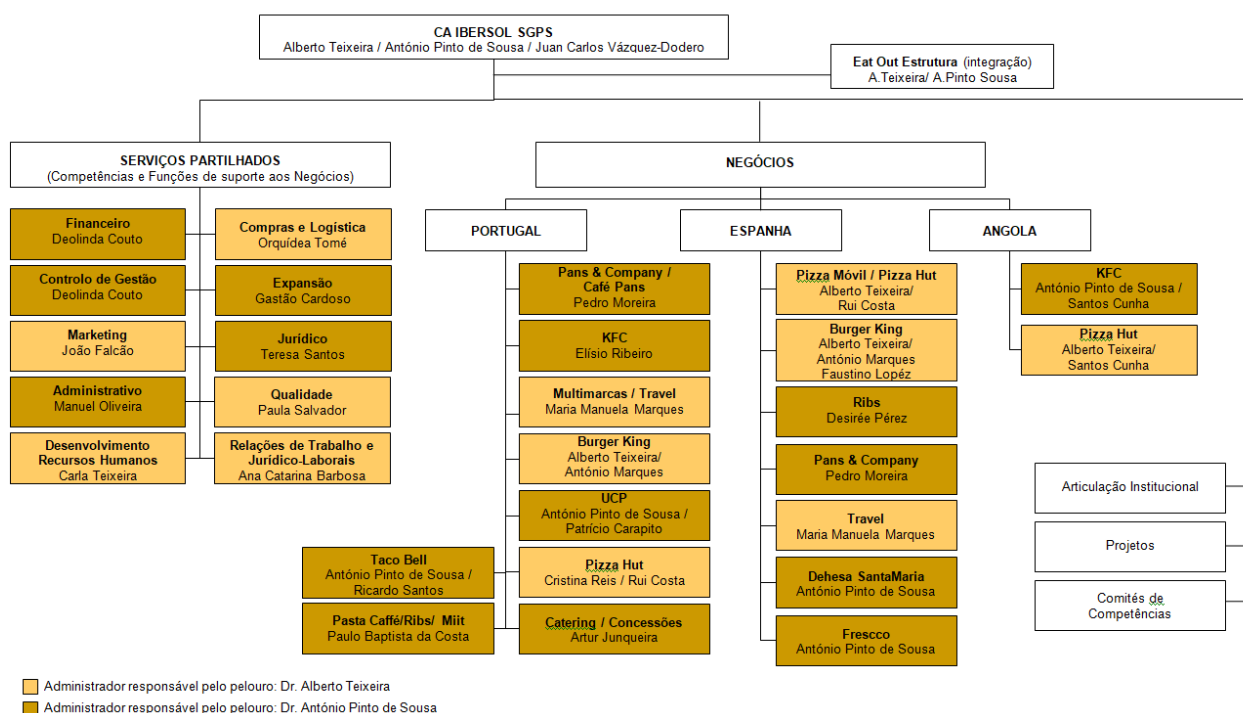 CA IBERSOL SGPS
Alberto Teixeira / António Pinto de Sousa / Juan Carlos Vázquez-Dodero
Eat Out Estrutura (integração)
A.Teixeira/ A.Pinto Sousa
SERVIÇOS PARTILHADOS
(Competências e Funções de suporte aos Negócios)
NEGÓCIOS
Financeiro
Deolinda Couto
Compras e Logística
Orquídea Tomé
Controlo de Gestão
Deolinda Couto
Expansão
Gastão Cardoso
Marketing
João Falcão
Jurídico
Teresa Santos
Administrativo
Manuel Oliveira
Qualidade
Paula Salvador
Desenvolvimento
Recursos Humanos
Carla Teixeira
Relações de Trabalho e
Jurídico-Laborais
Ana Catarina Barbosa
PORTUGAL
Pans & Company /
Café Pans
Pedro Moreira
KFC
Elísio Ribeiro
Multimarcas / Travel
Maria Manuela Marques
Burger King
Alberto Teixeira/
António Marques
UCP
António Pinto de Sousa /
Patrício Carapito
Taco Bell
António Pinto de Sousa /
Ricardo Santos
Pizza Hut
Cristina Reis / Rui Costa
Pasta Caffé/Ribs/ Miit
Paulo Baptista da Costa
Catering / Concessões
Artur Junqueira
ESPANHA
Pizza Móvil / Pizza Hut
Alberto Teixeira/
Rui Costa
Burger King
Alberto Teixeira/
António Marques
Faustino Lopéz
Ribs
Desirée Pérez
Pans & Company
Pedro Moreira
Travel
Maria Manuela Marques
Dehesa SantaMaria
António Pinto de Sousa
Frescco
António Pinto de Sousa
ANGOLA
KFC
António Pinto de Sousa /
Santos Cunha
Pizza Hut
Alberto Teixeira/
Santos Cunha
Articulação Institucional
Projetos
Comités de
Competências
Administrador responsável pelo pelouro: Dr. Alberto Teixeira
Administrador responsável pelo pelouro: Dr. António Pinto de Sousa